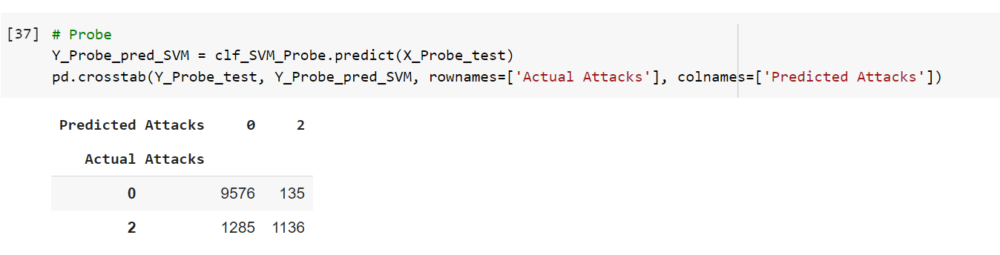 [37] # Probe
Y_Probe_pred_SVM = clf_SVM_Probe.predict(X_Probe_test)
pd.crosstab(Y_Probe_test, Y_Probe_pred_SVM, rownames=['Actual Attacks'], colnames=['Predicted Attacks'])
Predicted Attacks 0 2
Actual Attacks
0 9576 135
2 1285 1136